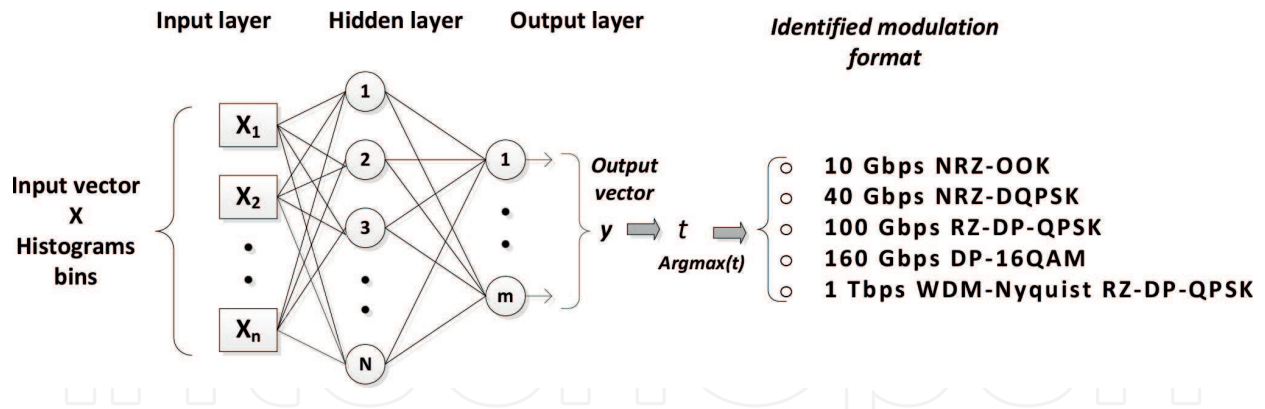 Input layer
Hidden layer
Output layer
Identified modulation
format
Input vector
X
Histograms
bins
X1
X2
Xn
1
2
3
N
1
m
Output
vector
y
t
Argmax(t)
10 Gbps NRZ-OOK
40 Gbps NRZ-DQPSK
100 Gbps RZ-DP-QPSK
160 Gbps DP-16QAM
1 Tbps WDM-Nyquist RZ-DP-QPSK